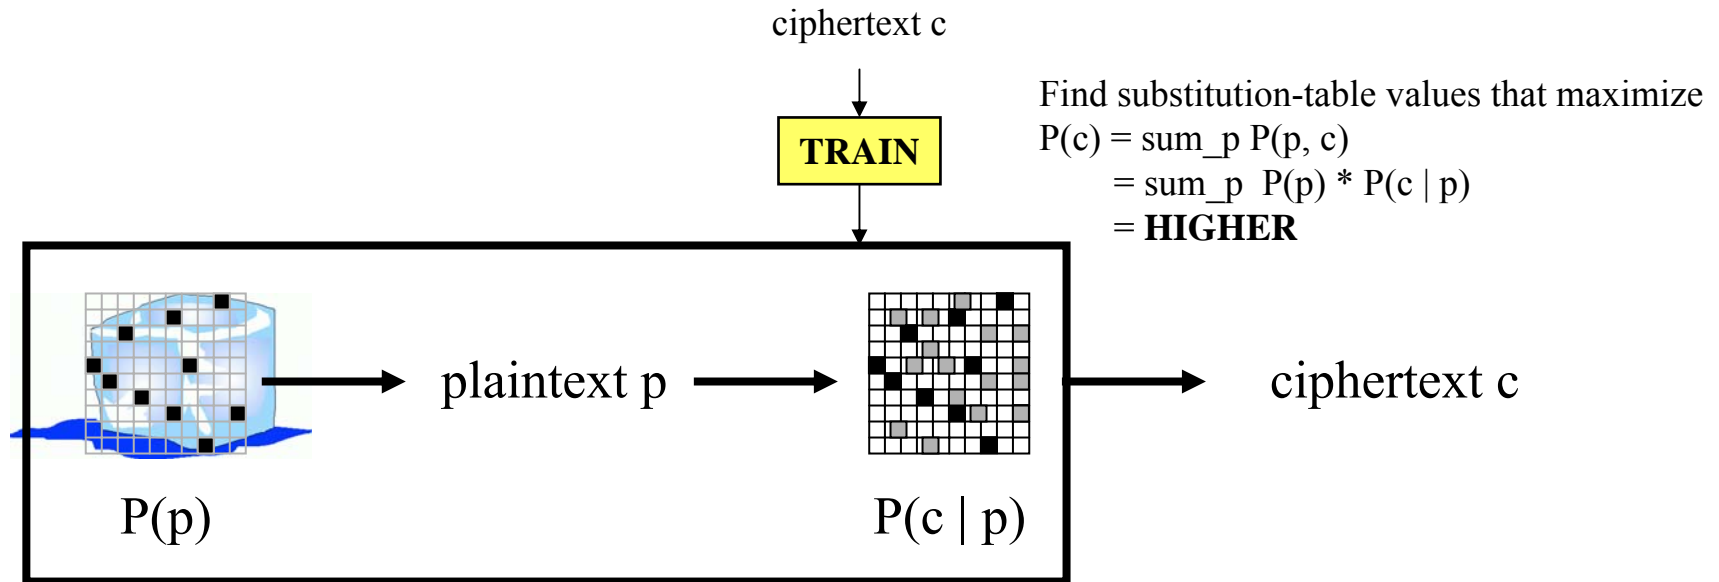 ciphertext c
Find substitution-table values that maximize
P(c) = sum_p P(p, c)
= sum_p P(p) * P(c | p)
= HIGHER
TRAIN
plaintext p
ciphertext c
P(p)
P(c | p)